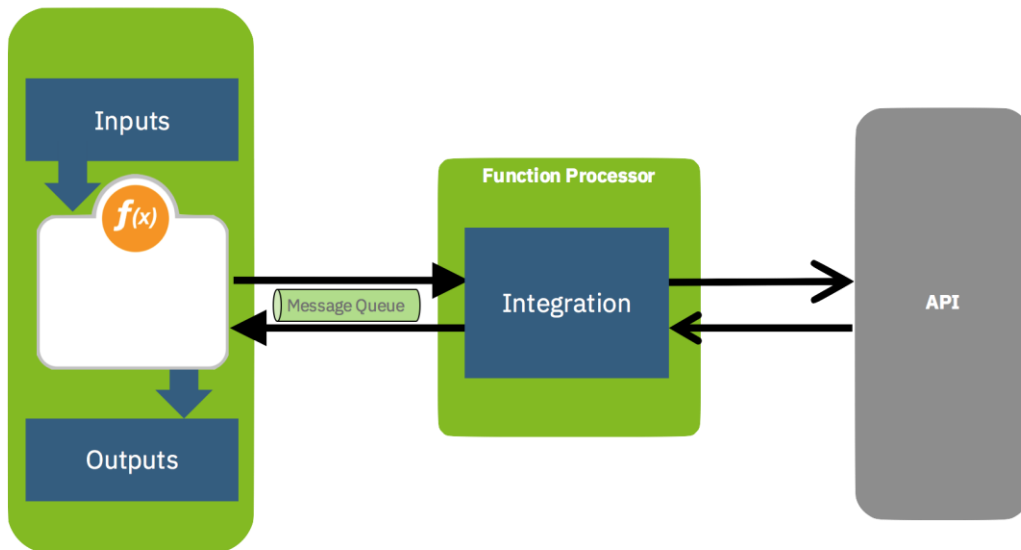 Inputs
f(x)
Outputs
Message Queue
Function Processor
Integration
API